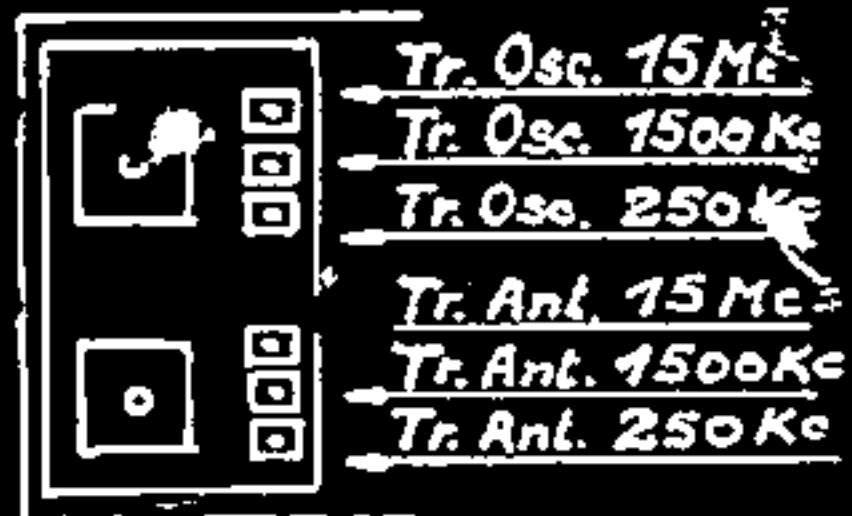 Tr. Osc. 15 Mc
Tr. Osc. 1500 Kc
Tr. Osc. 250 Kc
Tr. Ant. 15 Mc
Tr. Ant. 1500 Kc
Tr. Ant. 250 Kc